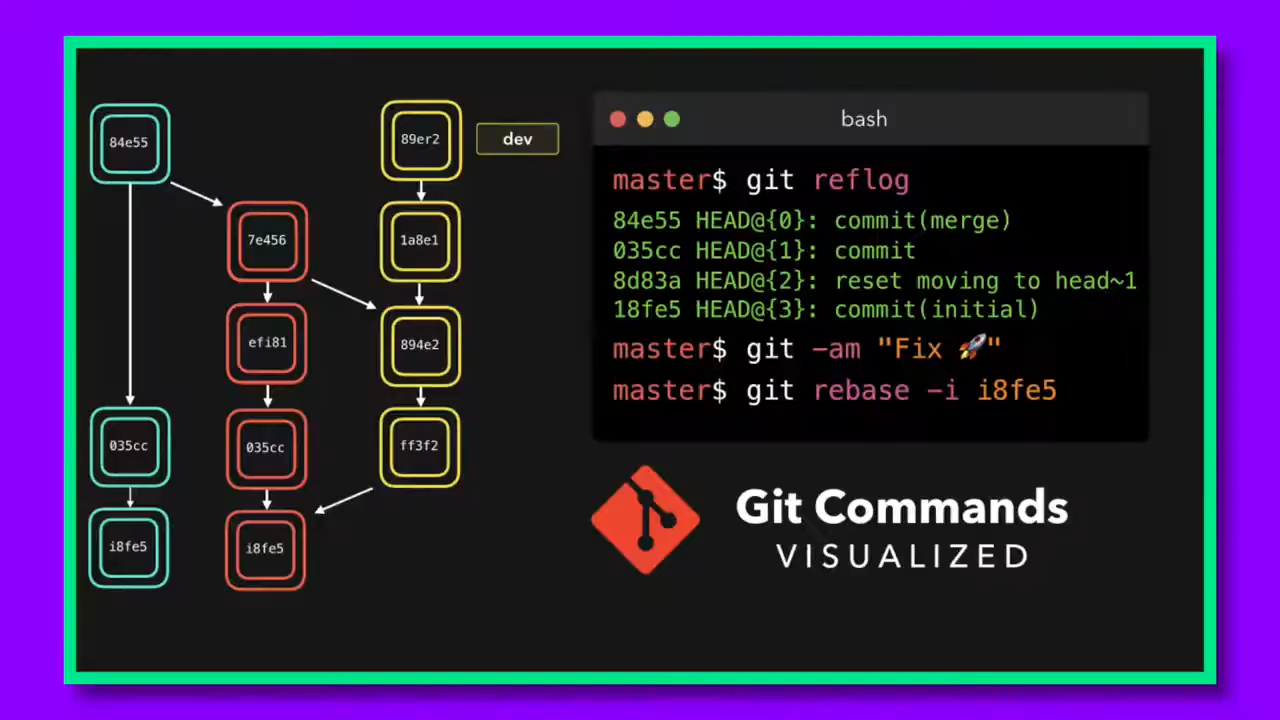 84e55
7e456
efi81
035cc
i8fe5
035cc
i8fe5
89er2
dev
1a8e1
894e2
ff3f2
bash
master$ git reflog
84e55 HEAD@{0}: commit(merge)
035cc HEAD@{1}: commit
8d83a HEAD@{2}: reset moving to head~1
18fe5 HEAD@{3}: commit(initial)
master$ git -am "Fix 🚀"
master$ git rebase -i i8fe5
Git Commands
VISUALIZED